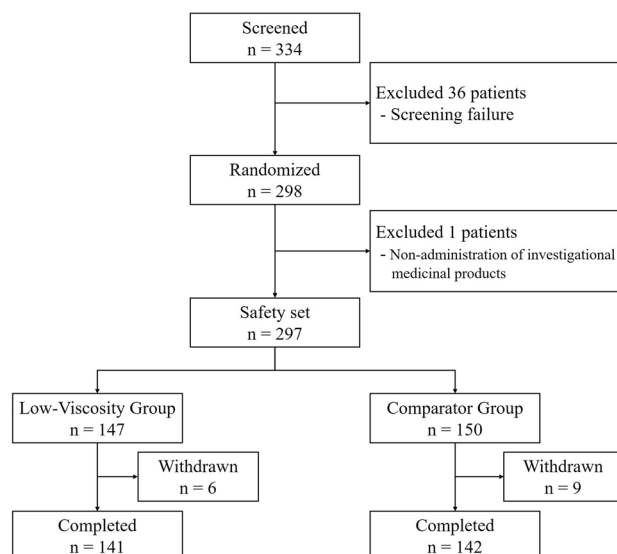 Screened
n = 334
Excluded 36 patients
- Screening failure
Randomized
n = 298
Excluded 1 patients
- Non-administration of investigational
medicinal products
Safety set
n = 297
Low-Viscosity Group
n = 147
Comparator Group
n = 150
Withdrawn
n = 6
Withdrawn
n = 9
Completed
n = 141
Completed
n = 142